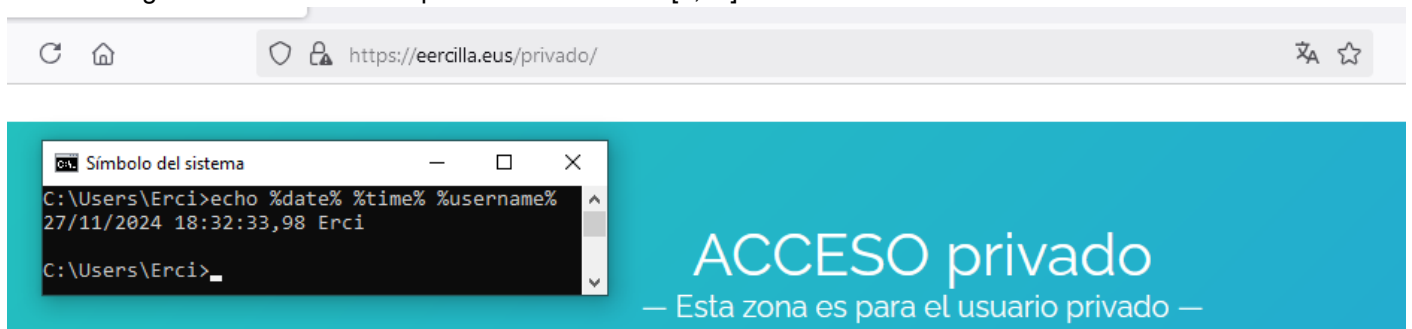 https://eercilla.eus/privado/
Símbolo del sistema
C:\Users\Erci>echo %date% %time% %username%
27/11/2024 18:32:33,98 Erci
C:\Users\Erci>_
ACCESO privado
— Esta zona es para el usuario privado —